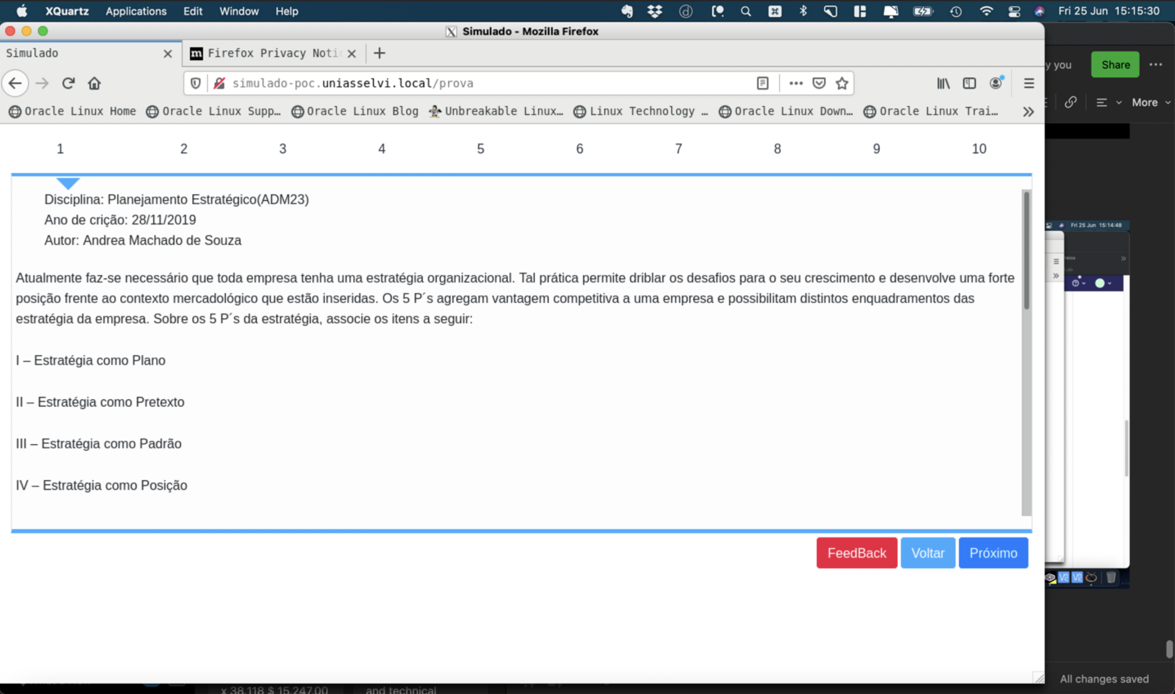 XQuartz Applications Edit Window Help Fri 25 Jun 15:15:30
Simulado - Mozilla Firefox
Simulado Firefox Privacy Noti
simulado-poc.uniasselvi.local/prova
Oracle Linux Home Oracle Linux Supp… Oracle Linux Blog Unbreakable Linux… Linux Technology … Oracle Linux Down… Oracle Linux Trai…
1 2 3 4 5 6 7 8 9 10
Disciplina: Planejamento Estratégico(ADM23)
Ano de crição: 28/11/2019
Autor: Andrea Machado de Souza
Atualmente faz-se necessário que toda empresa tenha uma estratégia organizacional. Tal prática permite driblar os desafios para o seu crescimento e desenvolve uma forte
posição frente ao contexto mercadológico que estão inseridas. Os 5 P´s agregam vantagem competitiva a uma empresa e possibilitam distintos enquadramentos das
estratégia da empresa. Sobre os 5 P´s da estratégia, associe os itens a seguir:
I – Estratégia como Plano
II – Estratégia como Pretexto
III – Estratégia como Padrão
IV – Estratégia como Posição
FeedBack Voltar Próximo
y you Share
More
Fri 25 Jun 15:14:48
x 38.118 $ 15.247,00 and technical
All changes saved